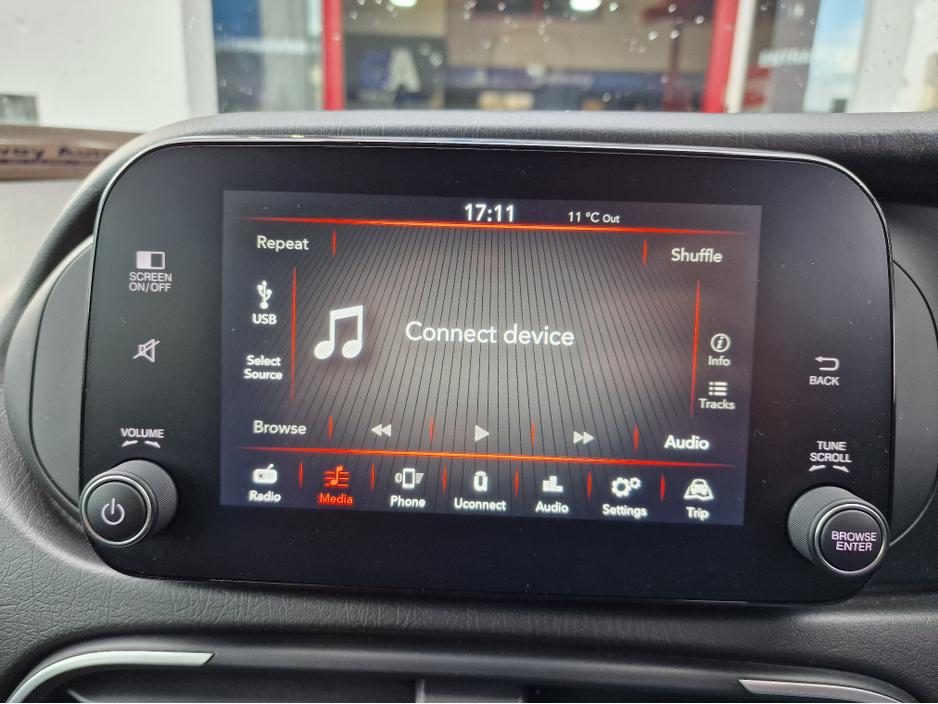 17:11
11 °C Out
Repeat
Shuffle
SCREEN
ON/OFF
USB
Connect device
Info
Select
Source
BACK
Tracks
Browse
Audio
VOLUME
TUNE
SCROLL
Radio
Media
Phone
Uconnect
Audio
Settings
Trip
BROWSE
ENTER